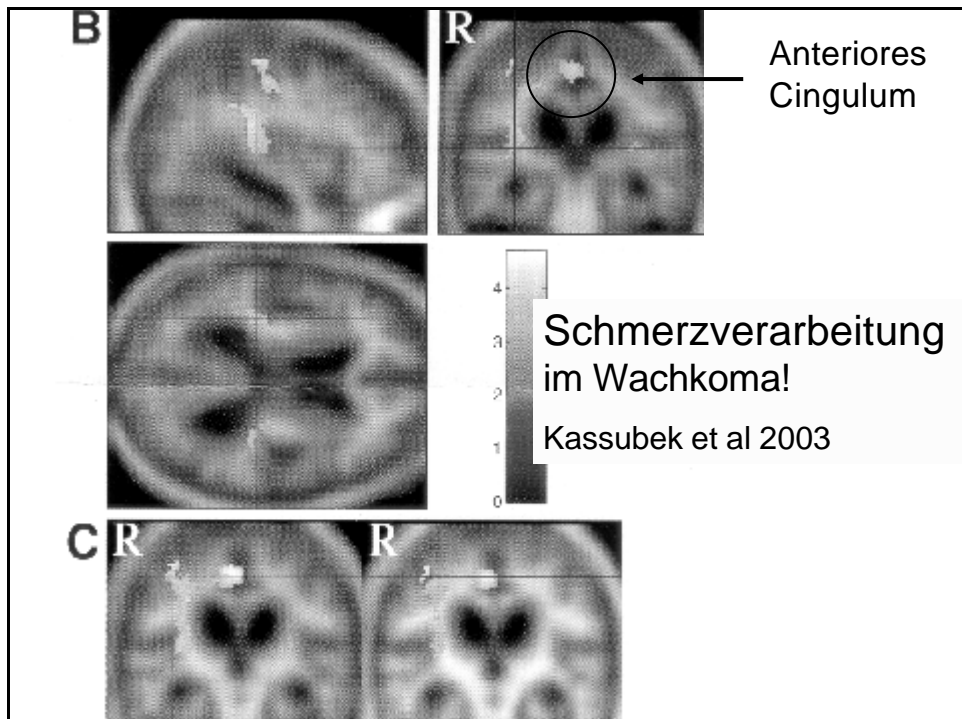 B
R
Anteriores
Cingulum
4
3
2
1
0
Schmerzverarbeitung
im Wachkoma!
Kassubek et al 2003
C R
R